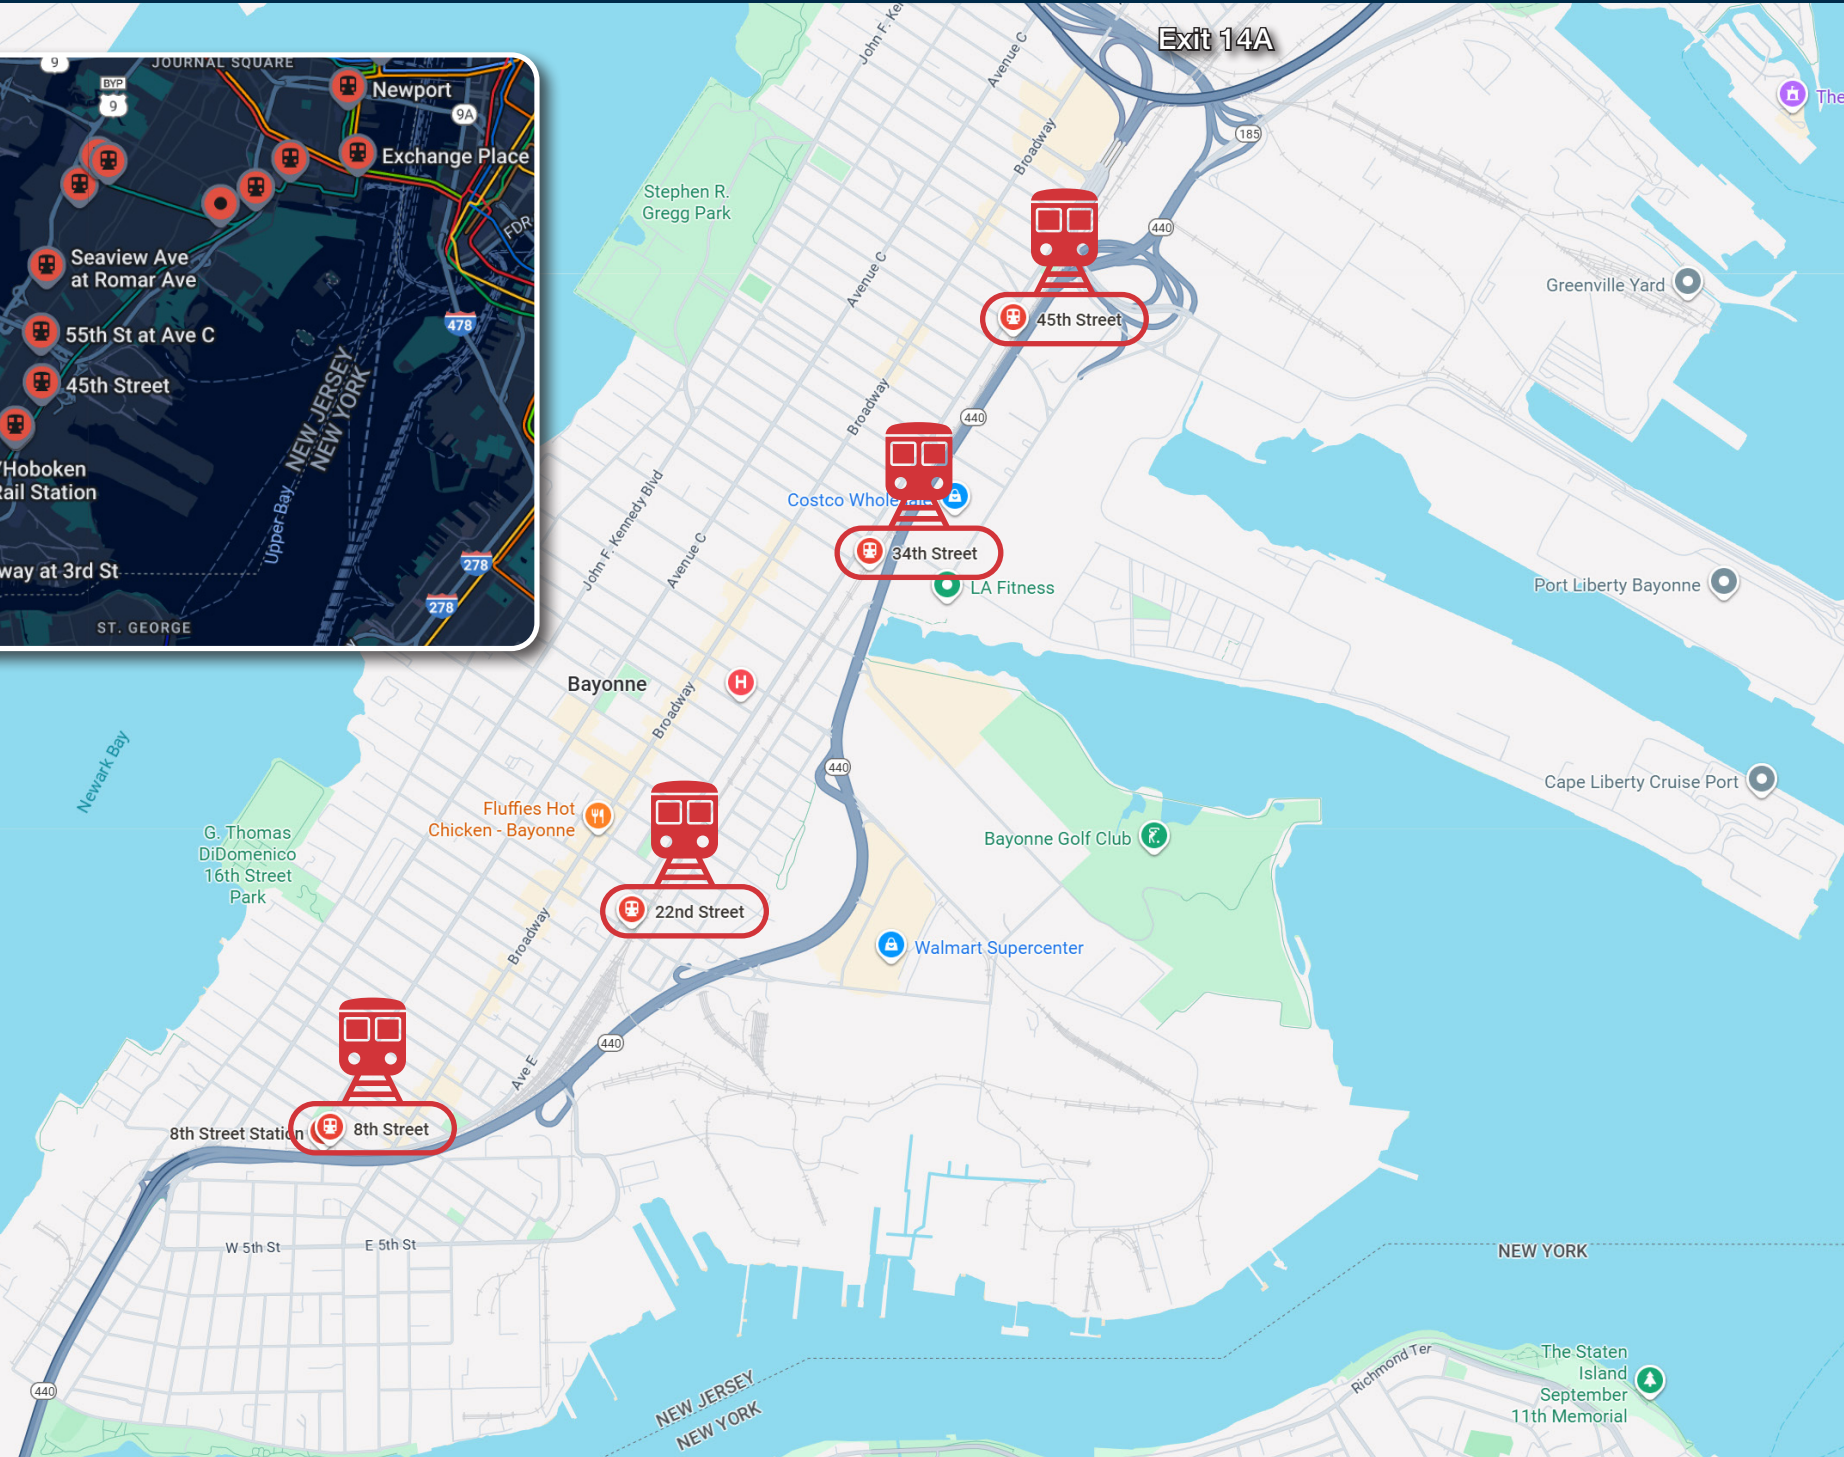 Exit 14A
John F. Ke
Avenue C
Broadway
185
The
9
JOURNAL SQUARE
BYP
9
Newport
9A
Exchange Place
FDR
Seaview Ave
at Romar Ave
478
55th St at Ave C
45th Street
NEW JERSEY
NEW YORK
/Hoboken
ail Station
Upper Bay
way at 3rd St
278
278
ST. GEORGE
Stephen R.
Gregg Park
440
Avenue C
Greenville Yard
45th Street
Broadway
440
John F. Kennedy Blvd
Costco Whole
34th Street
Avenue C
LA Fitness
Port Liberty Bayonne
Bayonne
H
Broadway
Newark Bay
440
Cape Liberty Cruise Port
Fluffies Hot
Chicken - Bayonne
G. Thomas
DiDomenico
16th Street
Park
Bayonne Golf Club
22nd Street
Broadway
Walmart Supercenter
440
Ave E
8th Street Station
8th Street
W 5th St
E 5th St
NEW YORK
440
NEW JERSEY
NEW YORK
Richmond Ter
The Staten
Island
September
11th Memorial